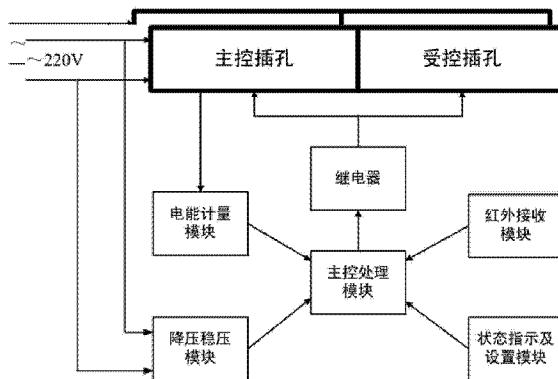 ～
～220V
主控插孔
受控插孔
继电器
电能计量
模块
红外接收
模块
主控处理
模块
降压稳压
模块
状态指示及
设置模块